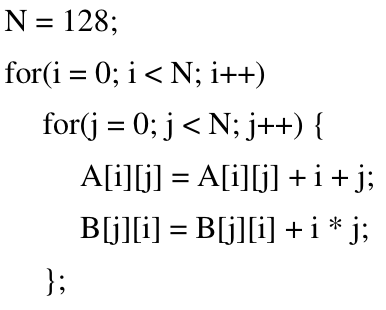 N = 128;
for(i = 0; i < N; i++)
for(j = 0; j < N; j++) {
A[i][j] = A[i][j] + i + j;
B[j][i] = B[j][i] + i * j;
};